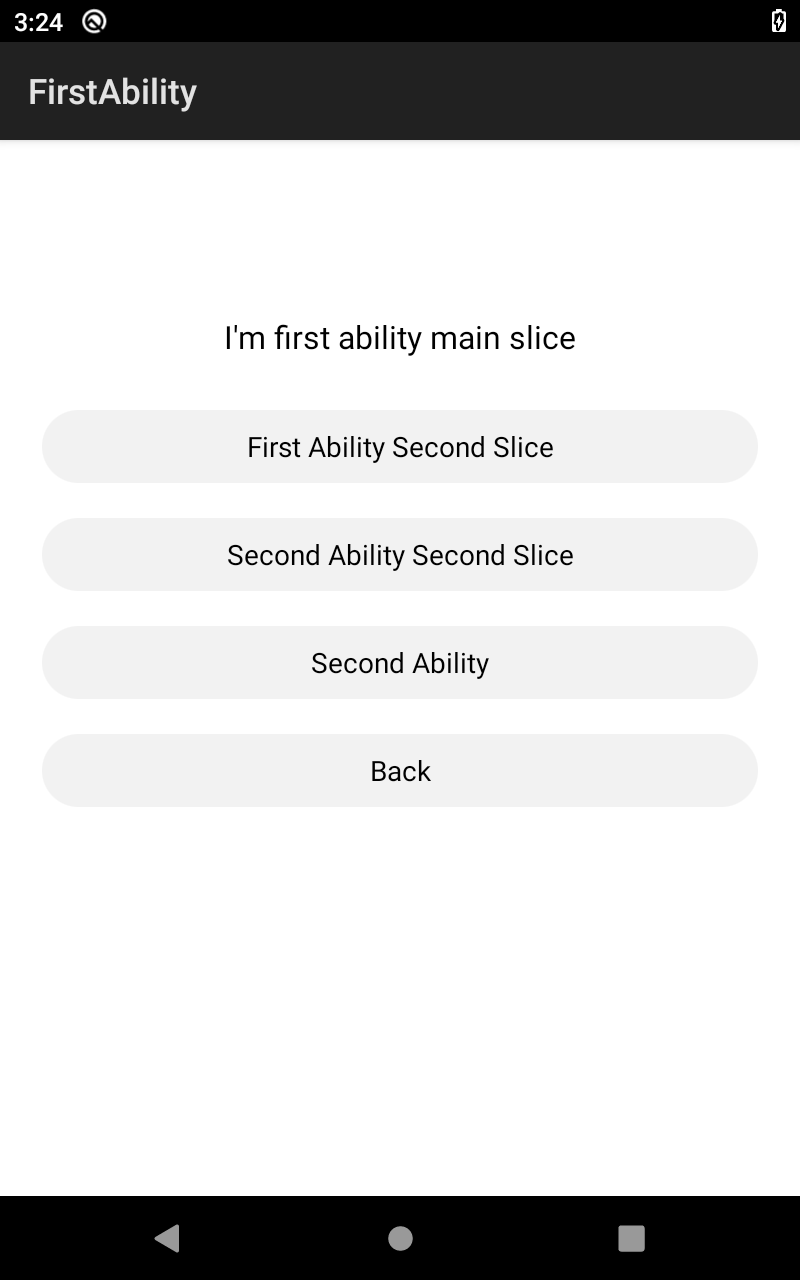 3:24
FirstAbility
I'm first ability main slice
First Ability Second Slice
Second Ability Second Slice
Second Ability
Back